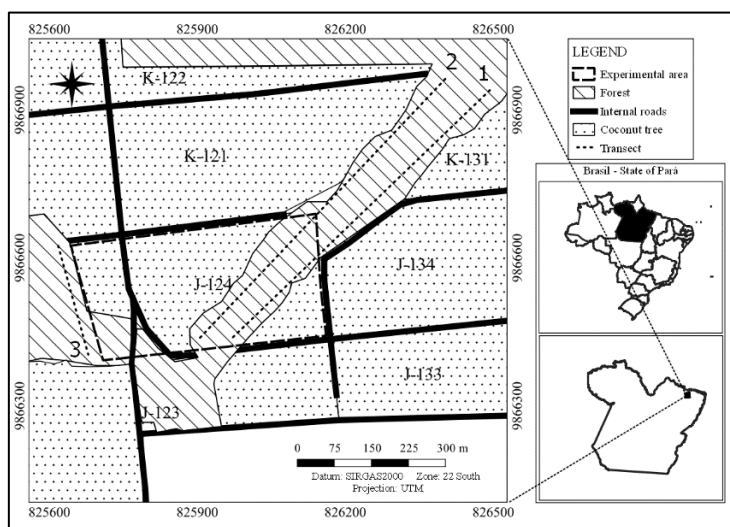 825600 825900 826200 826500
LEGEND
Experimental area
Forest
Internal roads
Coconut tree
Transect
9866900
9866600
9866300
K-122
2
1
K-121
K-131
J-124
J-134
3
J-133
J-123
9866900
9866600
9866300
Brasil - State of Pará
0 75 150 225 300 m
Datum: SIRGAS2000 Zone: 22 South
Projection: UTM
825600 825900 826200 826500